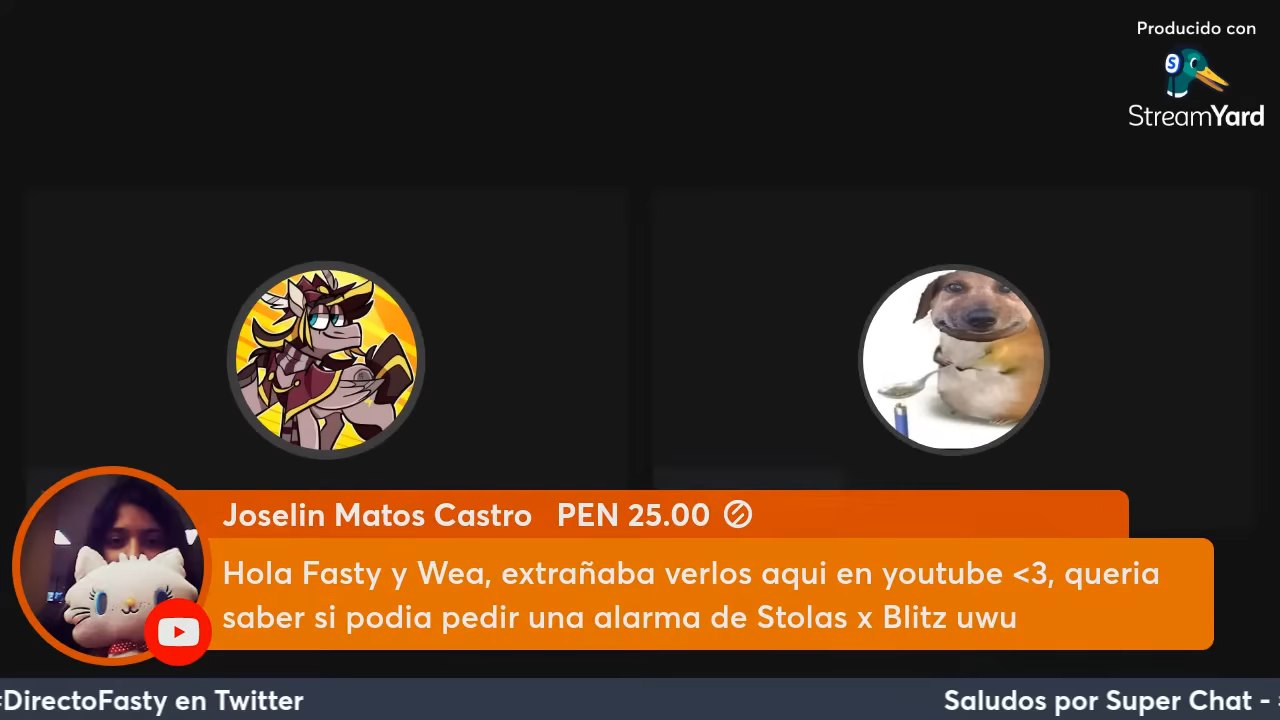 Producido con
StreamYard
Joselin Matos Castro PEN 25.00
Hola Fasty y Wea, extrañaba verlos aqui en youtube <3, queria
saber si podia pedir una alarma de Stolas x Blitz uwu
#DirectoFasty en Twitter
Saludos por Super Chat -